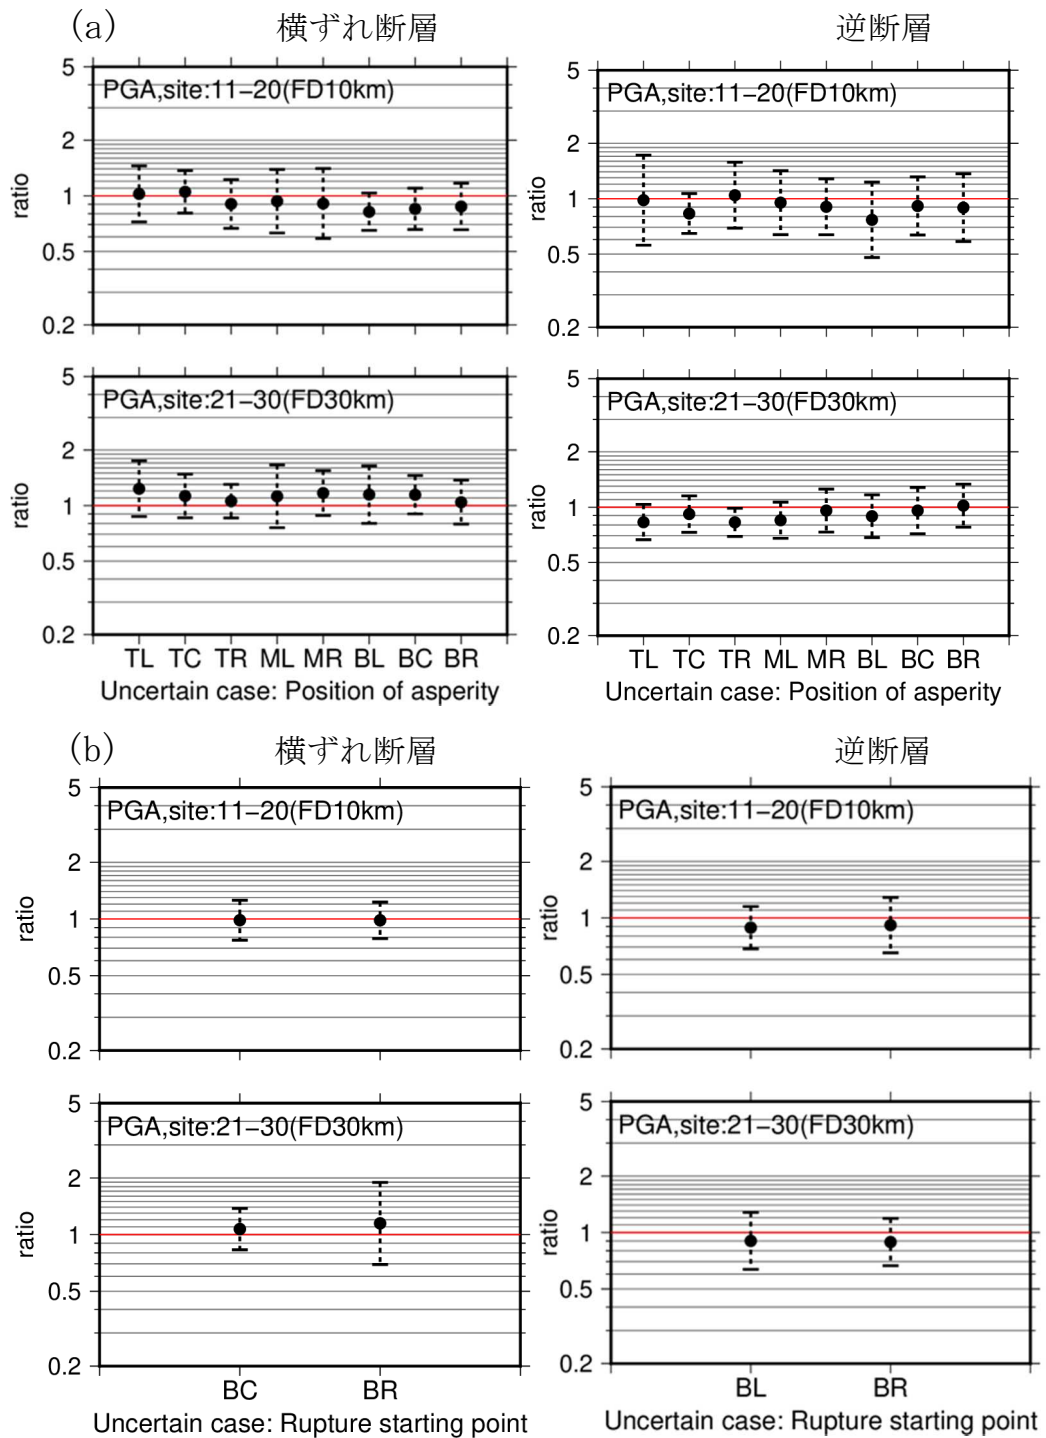 (a) 横ずれ断層 逆断層
5 PGA,site:11−20(FD10km) 5 PGA,site:11−20(FD10km)
2 2
ratio 1 ratio 1
0.5 0.5
0.2 0.2
5 PGA,site:21−30(FD30km) 5 PGA,site:21−30(FD30km)
2 2
ratio 1 ratio 1
0.5 0.5
0.2 0.2
TL TC TR ML MR BL BC BR TL TC TR ML MR BL BC BR
Uncertain case: Position of asperity Uncertain case: Position of asperity
(b) 横ずれ断層 逆断層
5 PGA,site:11−20(FD10km) 5 PGA,site:11−20(FD10km)
2 2
ratio 1 ratio 1
0.5 0.5
0.2 0.2
5 PGA,site:21−30(FD30km) 5 PGA,site:21−30(FD30km)
2 2
ratio 1 ratio 1
0.5 0.5
0.2 0.2
BC BR BL BR
Uncertain case: Rupture starting point Uncertain case: Rupture starting point